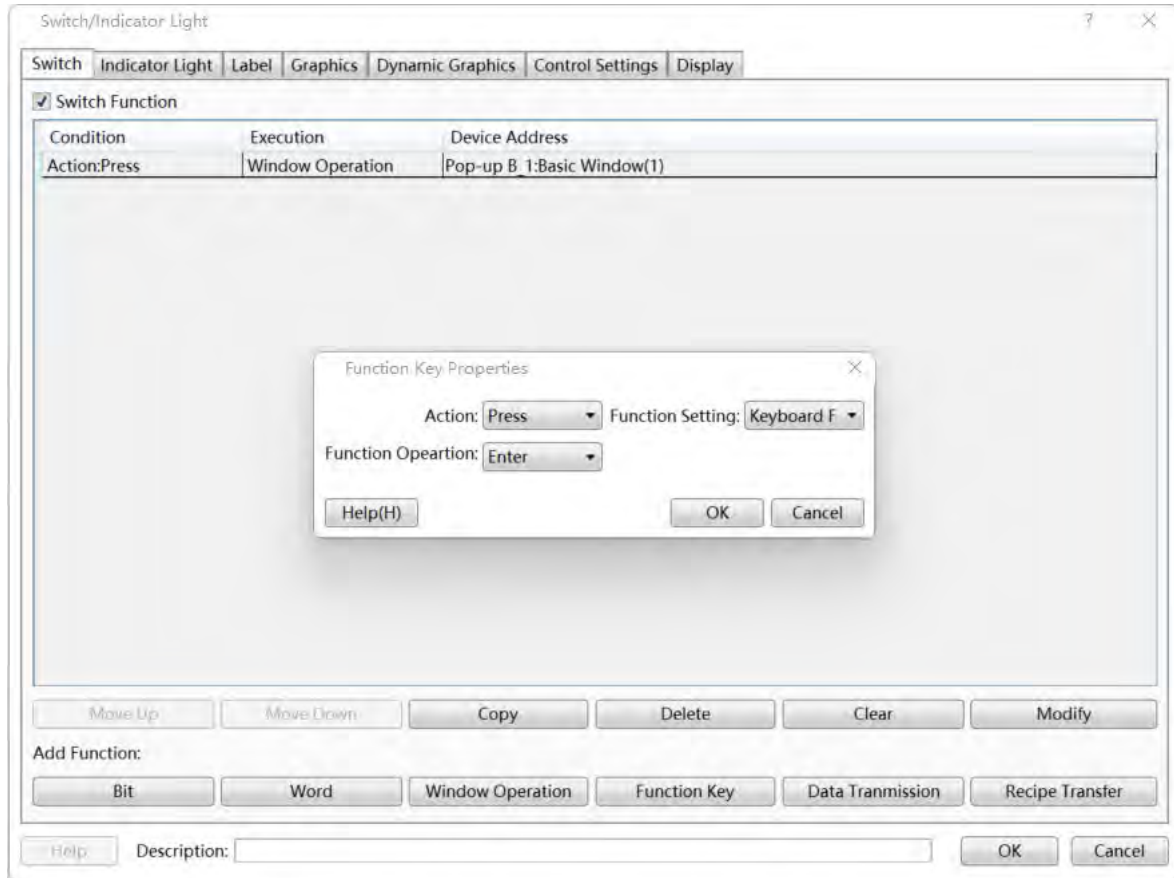 Switch/Indicator Light ?
Switch Indicator Light Label Graphics Dynamic Graphics Control Settings Display
Switch Function
Condition Execution Device Address
Action:Press Window Operation Pop-up B_1:Basic Window(1)
Function Key Properties
Action: Press Function Setting: Keyboard F
Function Opeartion: Enter
Help(H) OK Cancel
Move Up Move Down Copy Delete Clear Modify
Add Function:
Bit Word Window Operation Function Key Data Tranmission Recipe Transfer
Help Description: OK Cancel